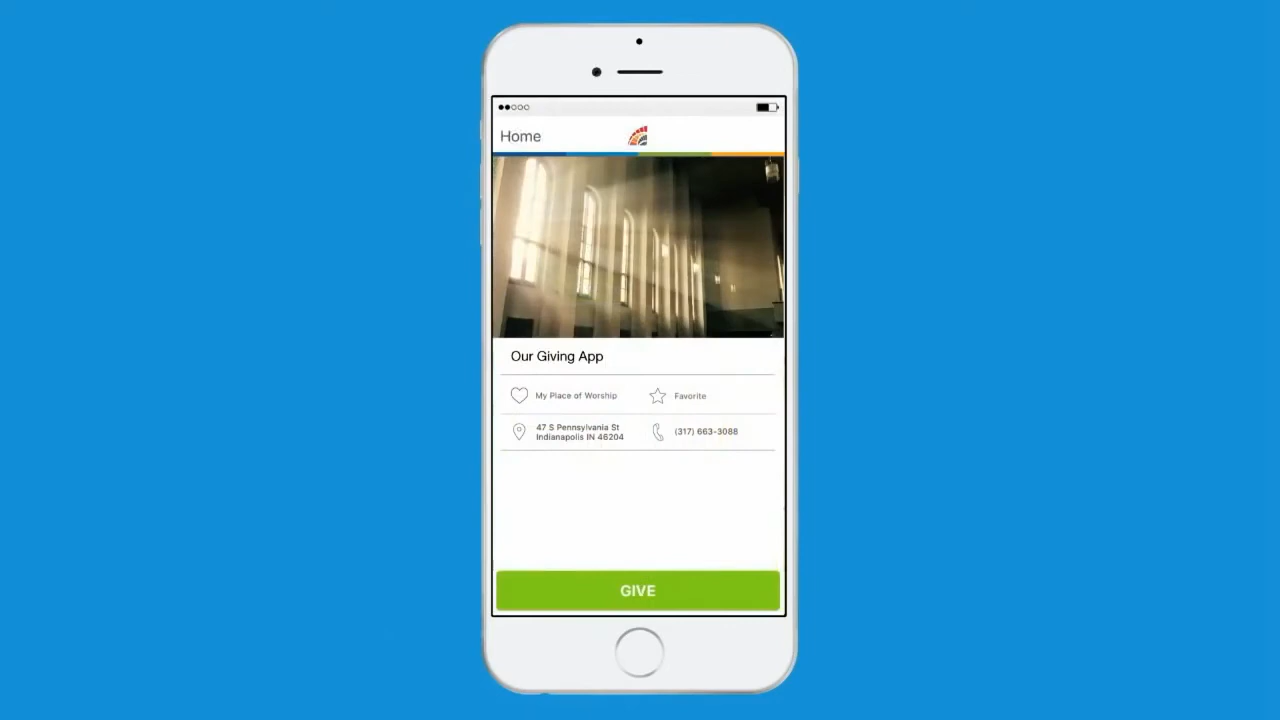 Home
Our Giving App
My Place of Worship
Favorite
47 S Pennsylvania St
Indianapolis IN 46204
(317) 663-3088
GIVE